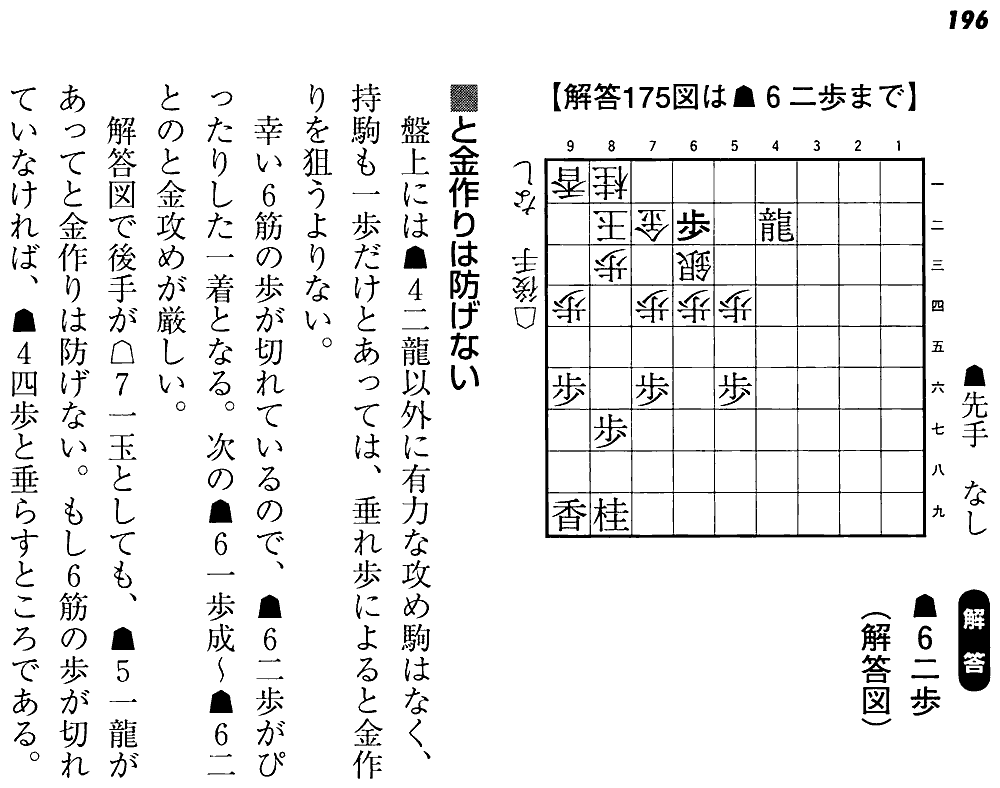 196
解答
☗6二歩
(解答図)
【解答175図は☗6二歩まで】
9 8 7 6 5 4 3 2 1
香 桂 一
王 金 歩 龍 二
歩 銀 三
歩 歩 歩 歩 四
五
歩 歩 歩 六
歩 七
八
香 桂 九
☗先手 なし
☖後手 なし
■と金作りは防げない
盤上には☗4二龍以外に有力な攻め駒はなく、
持駒も一歩だけとあっては、垂れ歩によると金作
りを狙うよりない。
幸い6筋の歩が切れているので、☗6二歩がぴ
ったりした一着となる。次の☗6一歩成〜☗6二
とのと金攻めが厳しい。
解答図で後手が☖7一玉としても、☗5一龍が
あってと金作りは防げない。もし6筋の歩が切れ
ていなければ、☗4四歩と垂らすところである。